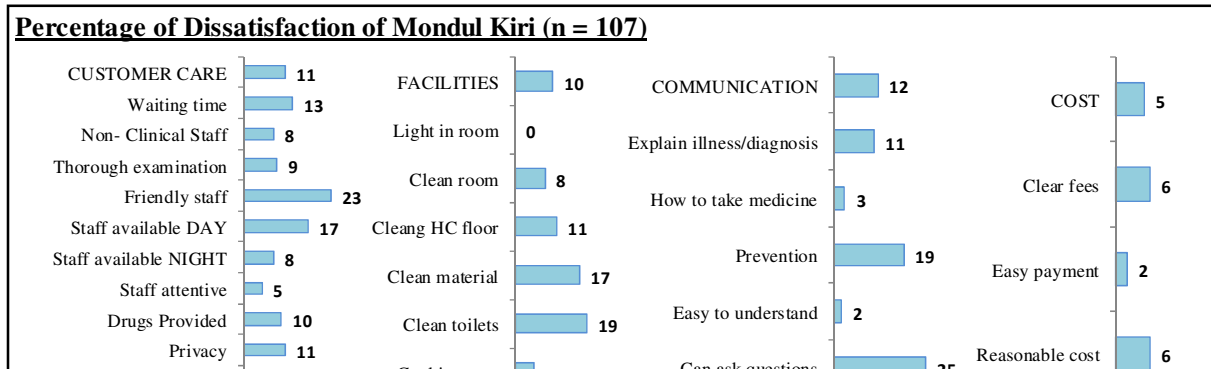 Percentage of Dissatisfaction of Mondul Kiri (n = 107)
CUSTOMER CARE 11
Waiting time 13
Non- Clinical Staff 8
Thorough examination 9
Friendly staff 23
Staff available DAY 17
Staff available NIGHT 8
Staff attentive 5
Drugs Provided 10
Privacy 11
FACILITIES 10
Light in room 0
Clean room 8
Cleang HC floor 11
Clean material 17
Clean toilets 19
COMMUNICATION 12
Explain illness/diagnosis 11
How to take medicine 3
Prevention 19
Easy to understand 2
Can ask questions 25
COST 5
Clear fees 6
Easy payment 2
Reasonable cost 6